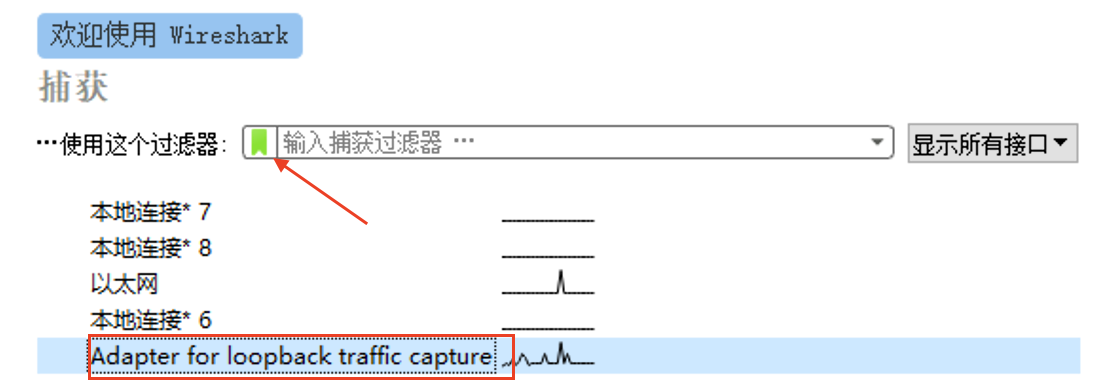 欢迎使用 Wireshark
捕获
…使用这个过滤器: 输入捕获过滤器 … 显示所有接口
本地连接* 7
本地连接* 8
以太网
本地连接* 6
Adapter for loopback traffic capture